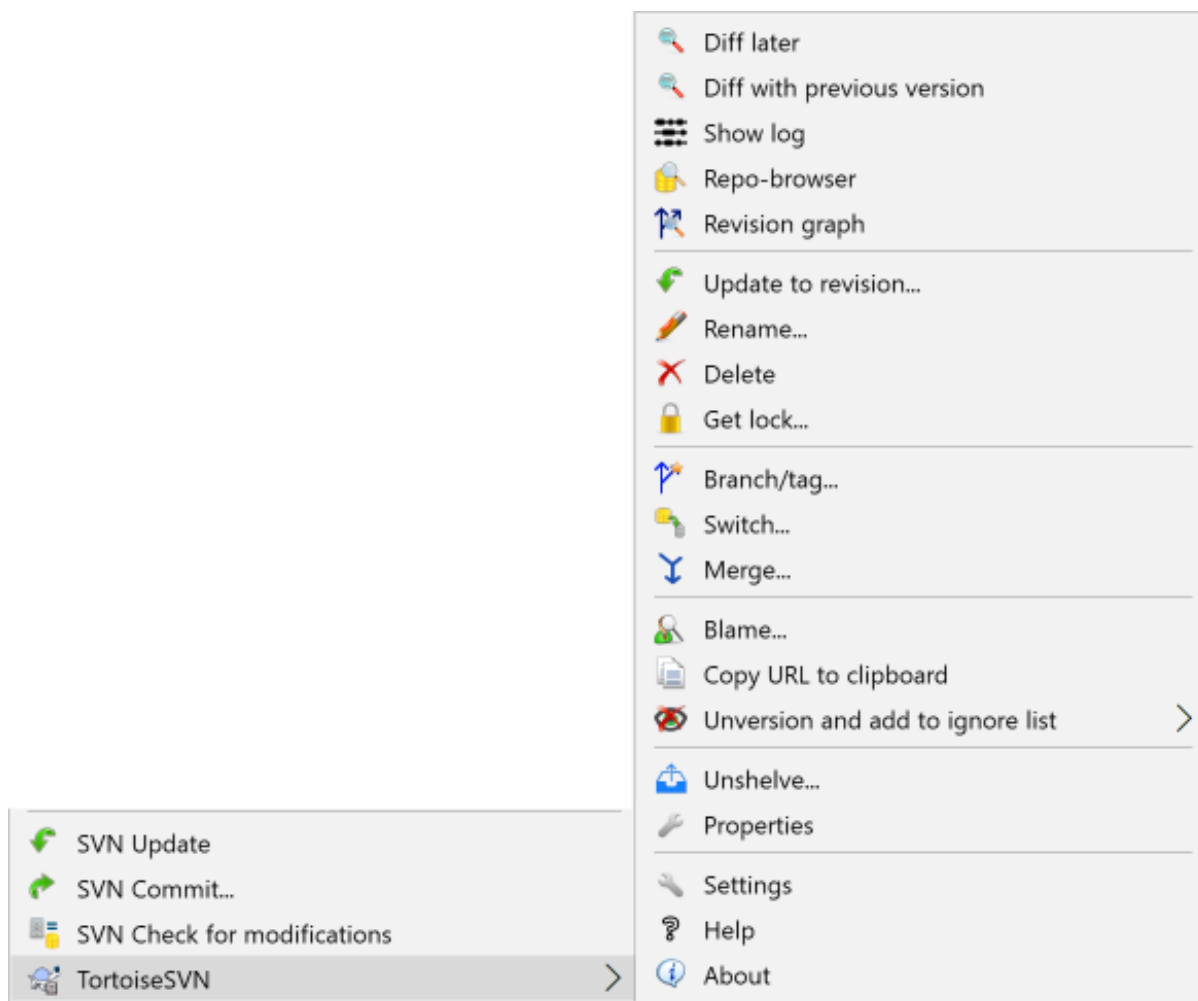 Diff later
Diff with previous version
Show log
Repo-browser
Revision graph
Update to revision...
Rename...
Delete
Get lock...
Branch/tag...
Switch...
Merge...
Blame...
Copy URL to clipboard
Unversion and add to ignore list
Unshelve...
Properties
Settings
Help
About
SVN Update
SVN Commit...
SVN Check for modifications
TortoiseSVN